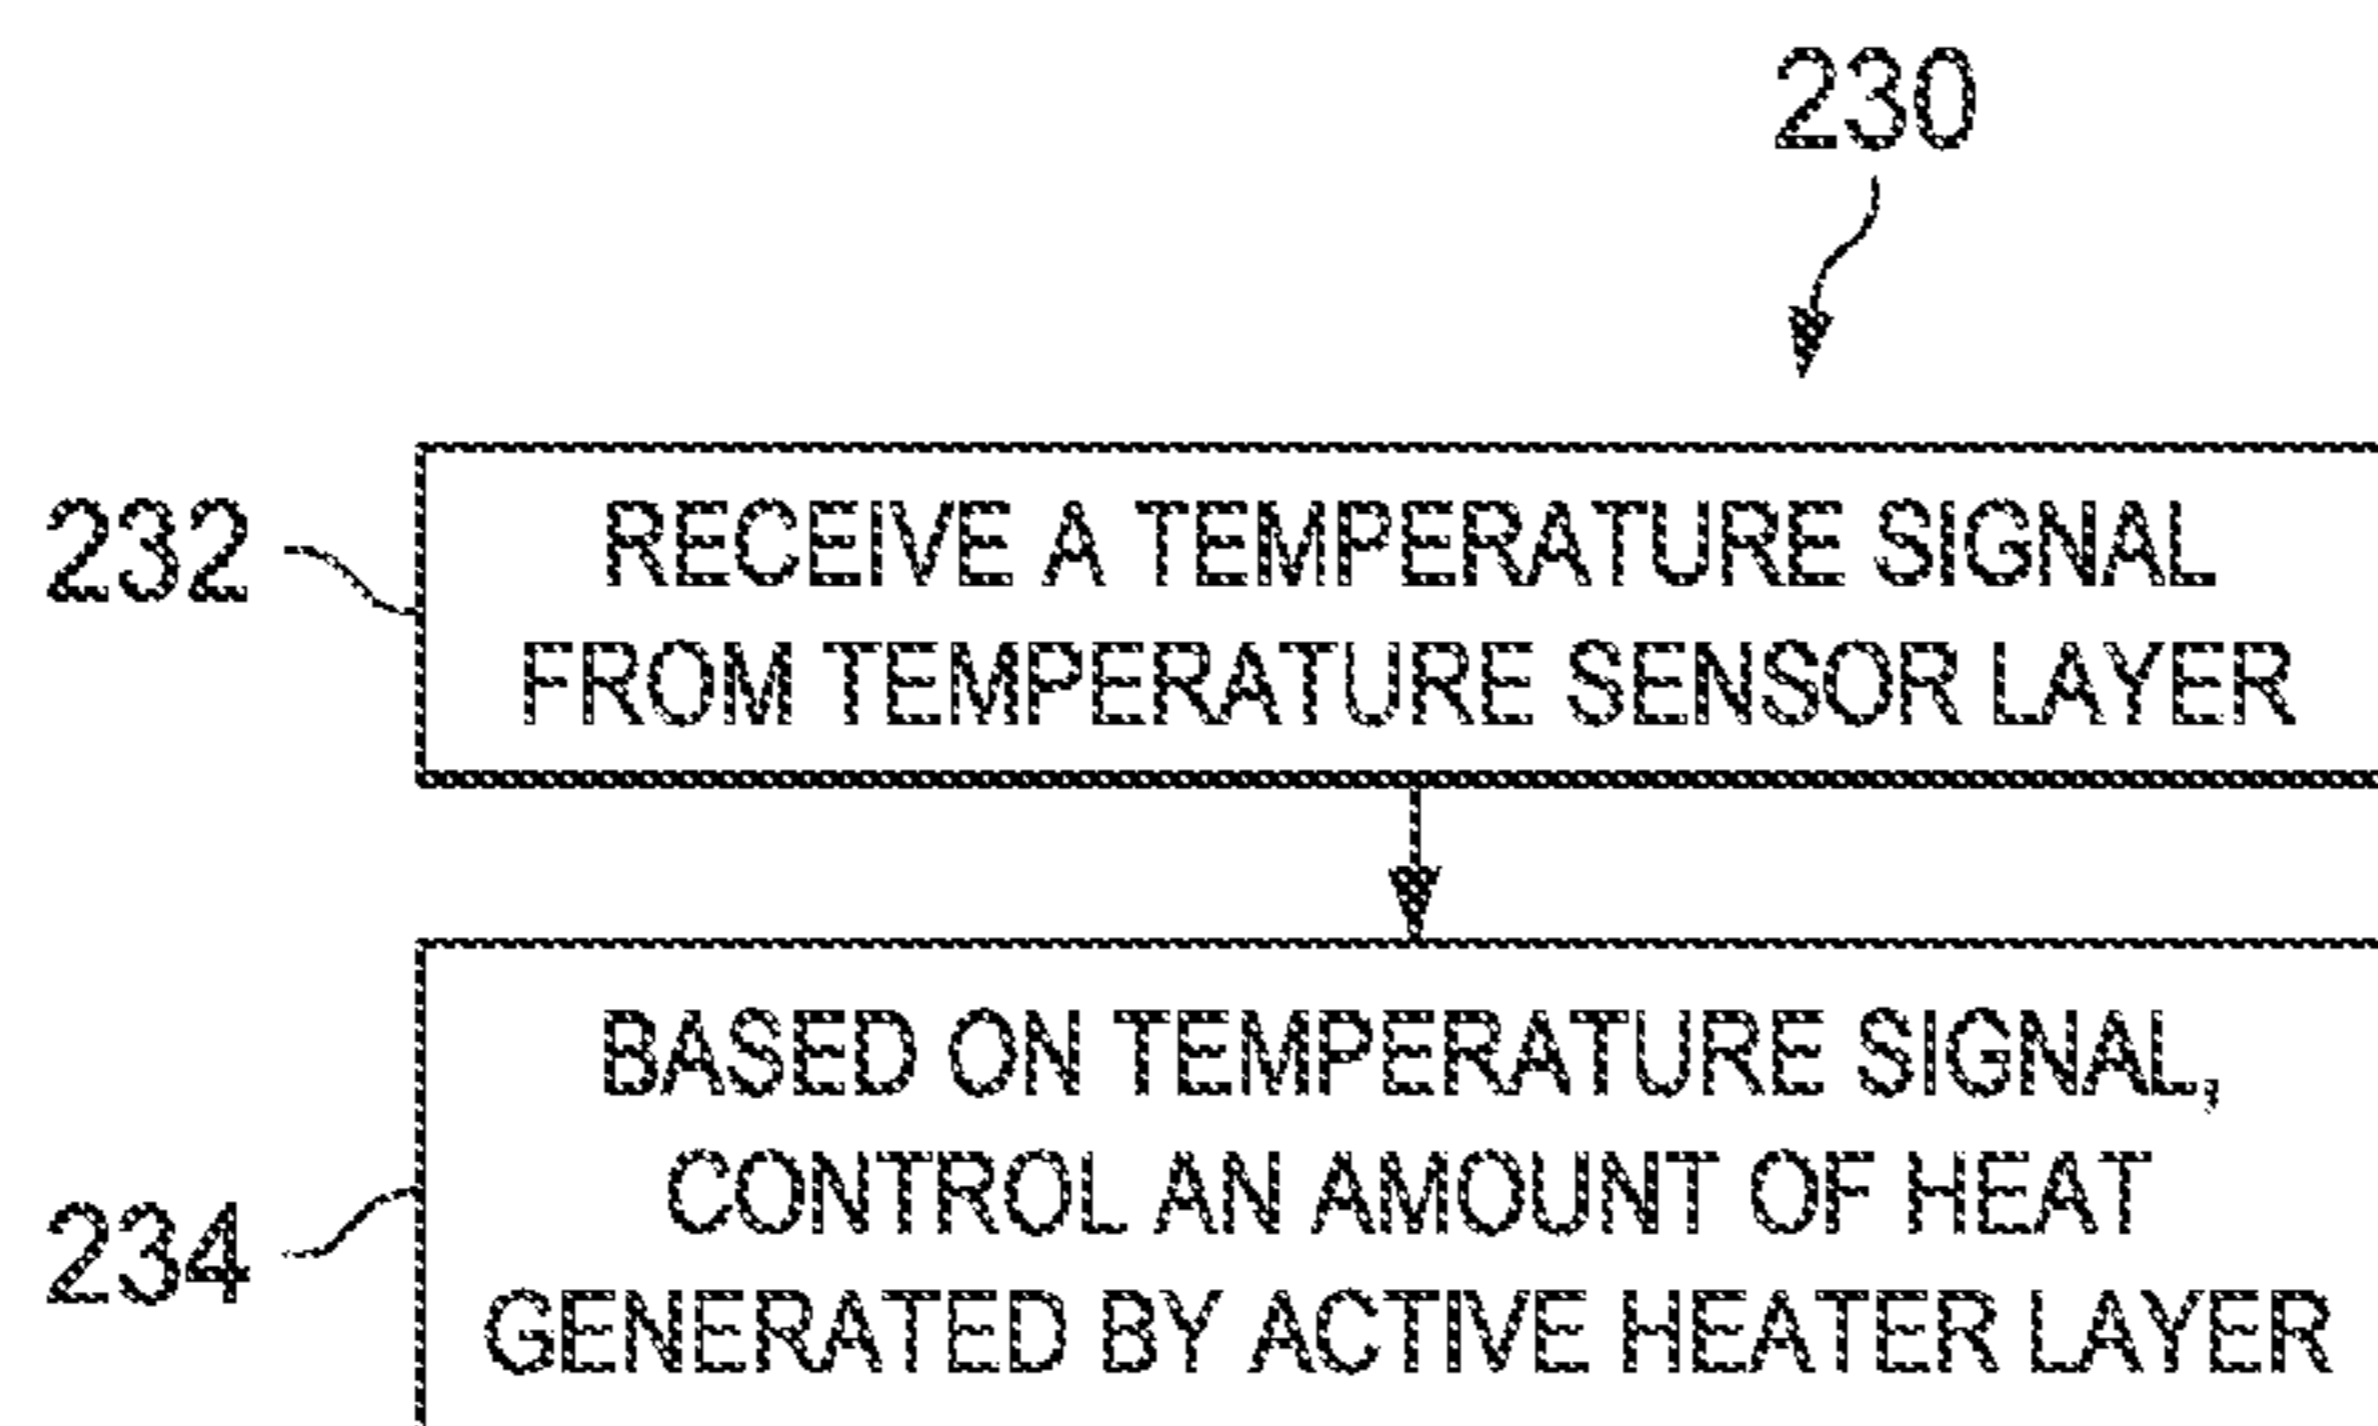 230
232
RECEIVE A TEMPERATURE SIGNAL
FROM TEMPERATURE SENSOR LAYER
BASED ON TEMPERATURE SIGNAL,
CONTROL AN AMOUNT OF HEAT
234
GENERATED BY ACTIVE HEATER LAYER